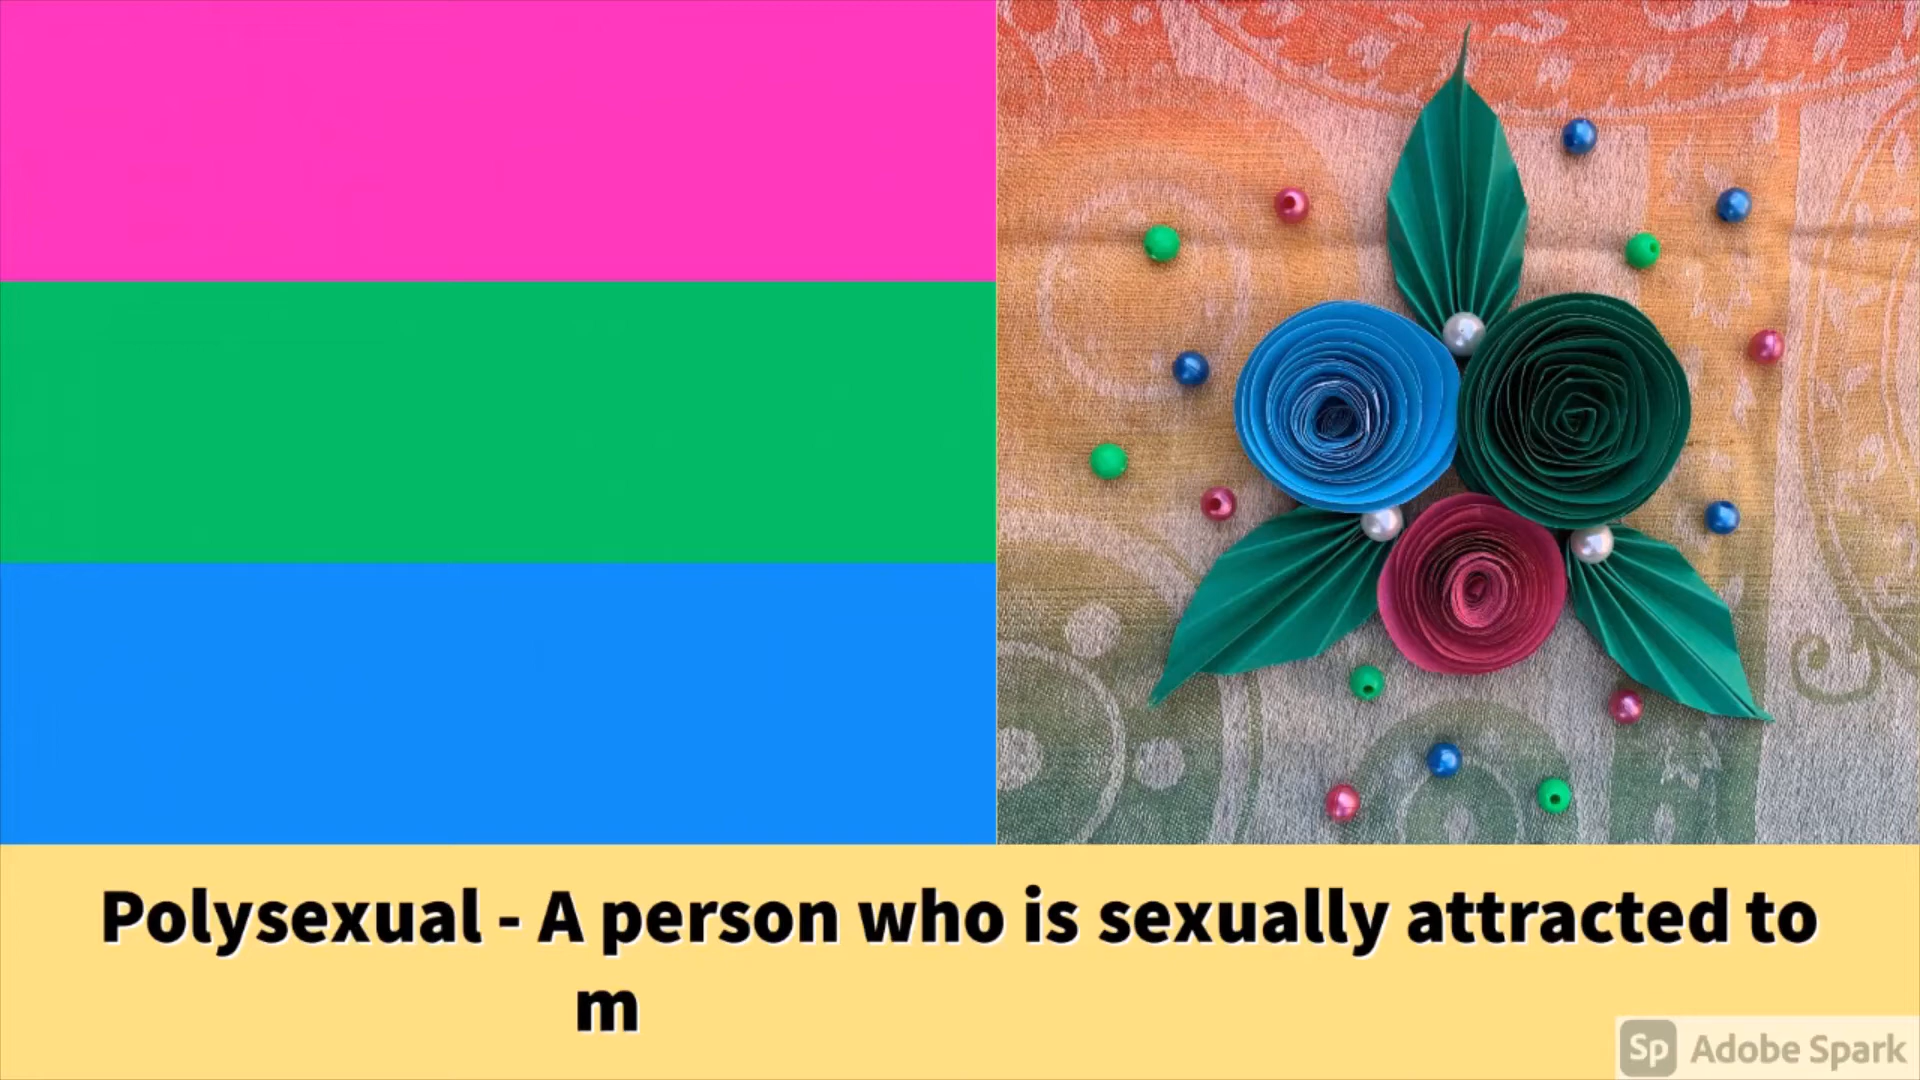 Polysexual - A person who is sexually attracted to
m
Sp Adobe Spark